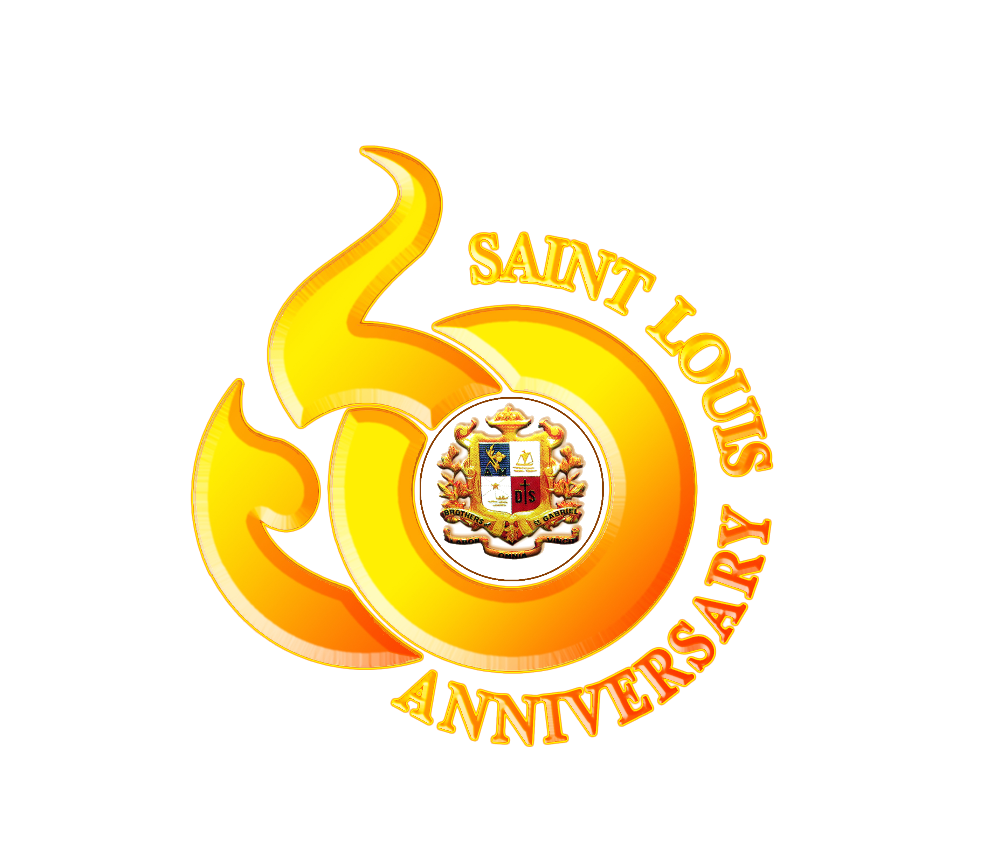 SAINT LOUIS
ANNIVERSARY
A M
D S
BROTHERS of St GABRIEL
LABOR OMNIA VINCIT